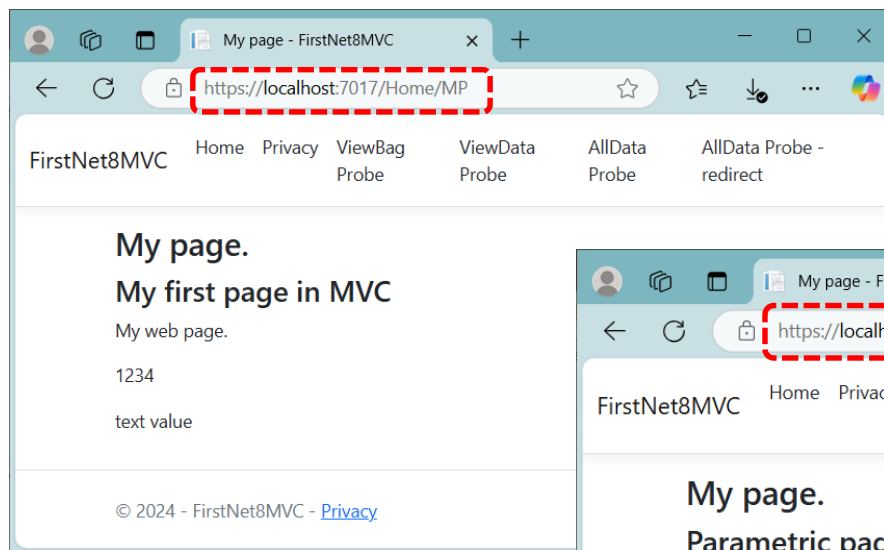 My page - FirstNet8MVC
https://localhost:7017/Home/MP
FirstNet8MVC
Home Privacy ViewBag Probe ViewData Probe AllData Probe AllData Probe - redirect
My page.
My first page in MVC
My web page.
1234
text value
© 2024 - FirstNet8MVC - Privacy
My page - F
https://localh
FirstNet8MVC
Home Privac
My page.
Parametric pag